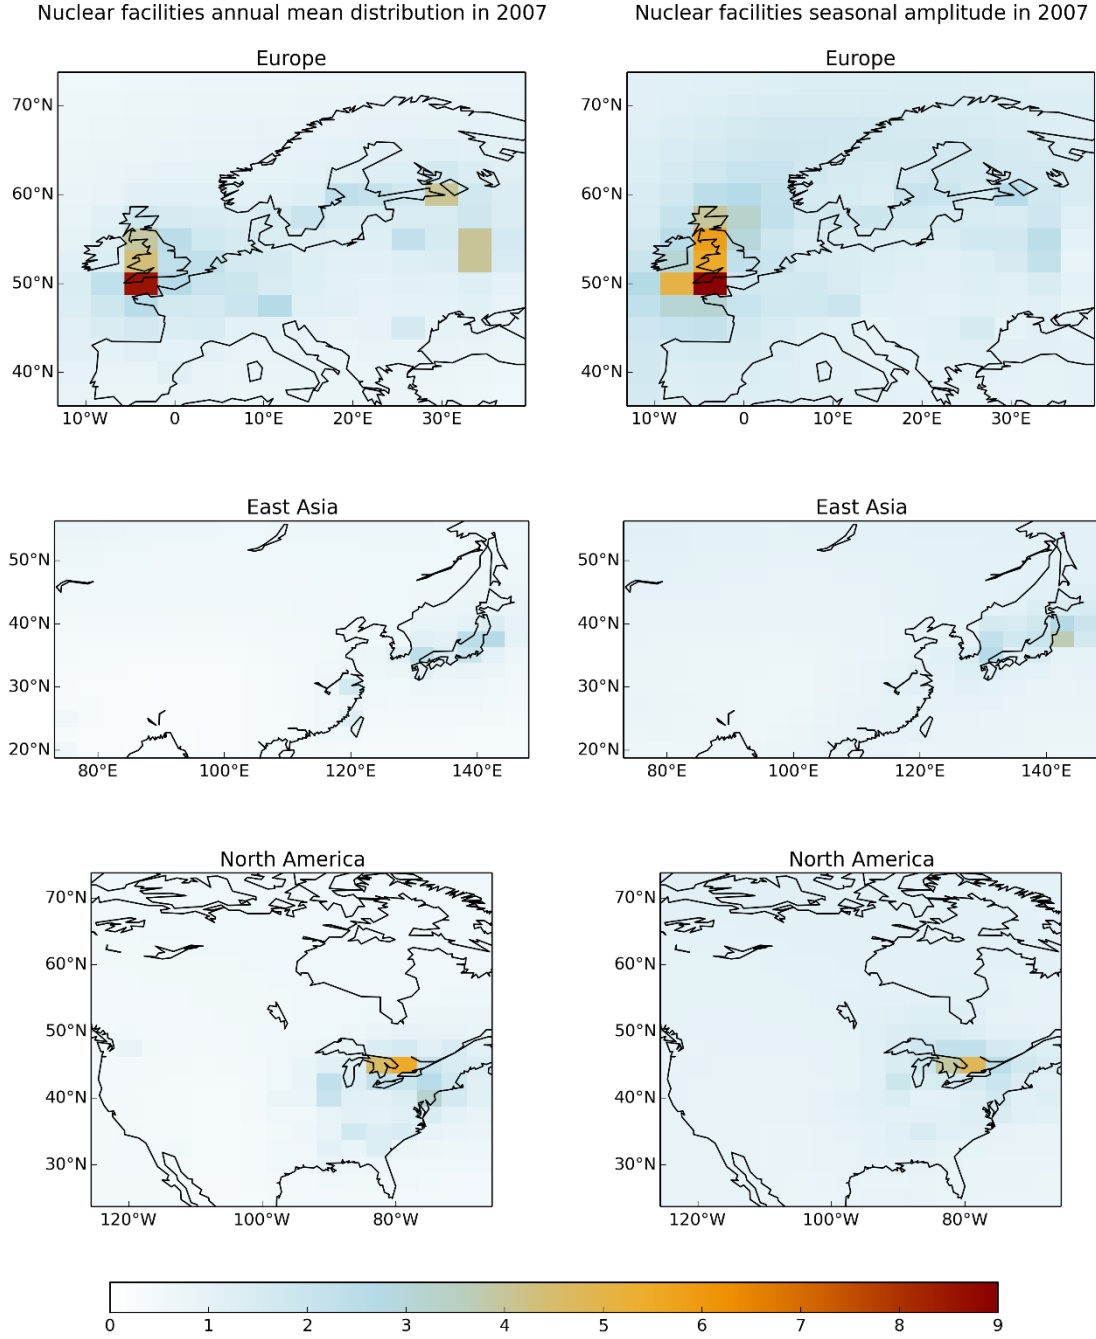 Nuclear facilities annual mean distribution in 2007
Nuclear facilities seasonal amplitude in 2007
Europe
Europe
70°N
60°N
50°N
40°N
10°W 0 10°E 20°E 30°E
70°N
60°N
50°N
40°N
10°W 0 10°E 20°E 30°E
East Asia
East Asia
50°N
40°N
30°N
20°N
80°E 100°E 120°E 140°E
50°N
40°N
30°N
20°N
80°E 100°E 120°E 140°E
North America
North America
70°N
60°N
50°N
40°N
30°N
120°W 100°W 80°W
70°N
60°N
50°N
40°N
30°N
120°W 100°W 80°W
0 1 2 3 4 5 6 7 8 9